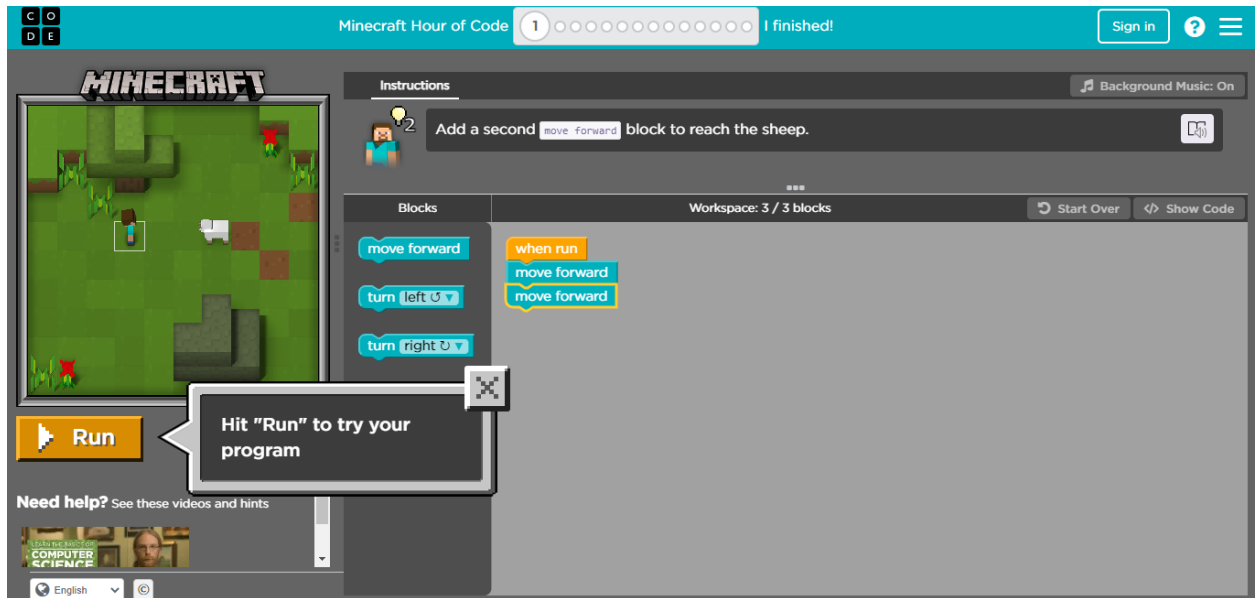 C O
D E
Minecraft Hour of Code
1
I finished!
Sign in
?
MINECRAFT
Instructions
Background Music: On
2
Add a second move forward block to reach the sheep.
Blocks
Workspace: 3 / 3 blocks
Start Over
</> Show Code
move forward
turn left ↺ ▼
turn right ↻ ▼
when run
move forward
move forward
Run
Hit "Run" to try your
program
Need help? See these videos and hints
COMPUTER
SCIENCE
English
©